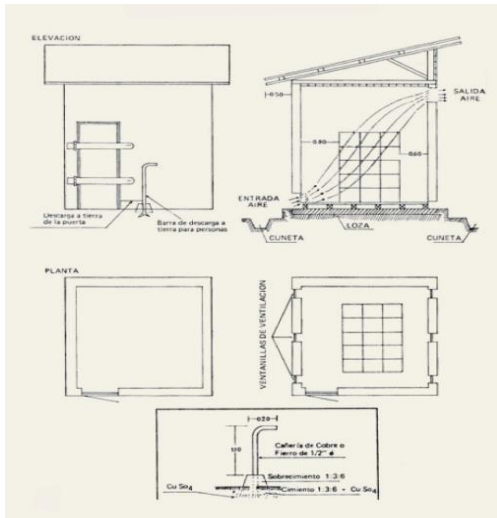 ELEVACION
SALIDA
AIRE
0.50
0.80
0.60
ENTRADA
AIRE
Descarga a tierra
de la puerta
Barra de descarga a
tierra para personas
CUNETA
LOZA
CUNETA
PLANTA
VENTANILLAS DE VENTILACION
0.20
Cañería de Cobre o
Fierro de 1/2" ø
Sobrecimiento 1:3:6
Cu So4
Cimiento 1:3:6 - Cu SO4